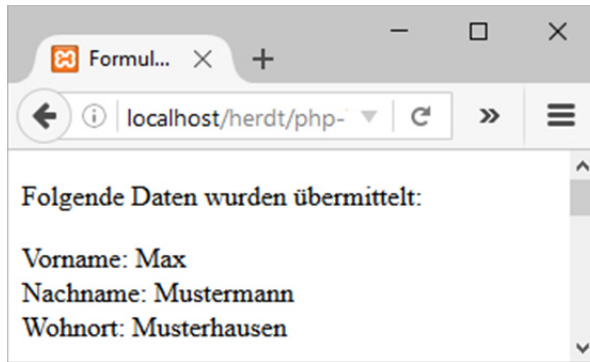 Formul...
localhost/herdt/php-
Folgende Daten wurden übermittelt:
Vorname: Max
Nachname: Mustermann
Wohnort: Musterhausen